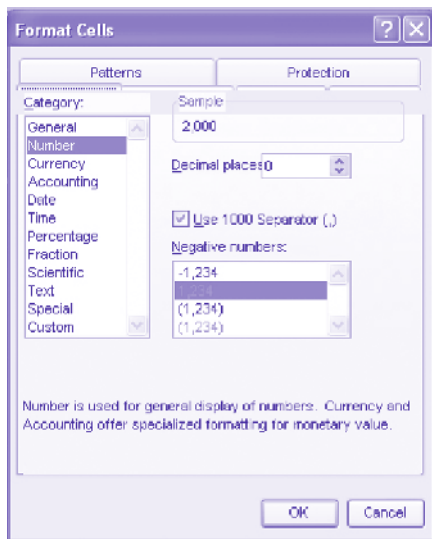 Format Cells
Patterns
Protection
Category:
General
Number
Currency
Accounting
Date
Time
Percentage
Fraction
Scientific
Text
Special
Custom
Sample
2,000
Decimal places: 0
Use 1000 Separator (,)
Negative numbers:
-1,234
1,234
(1,234)
(1,234)
Number is used for general display of numbers. Currency and
Accounting offer specialized formatting for monetary value.
OK
Cancel